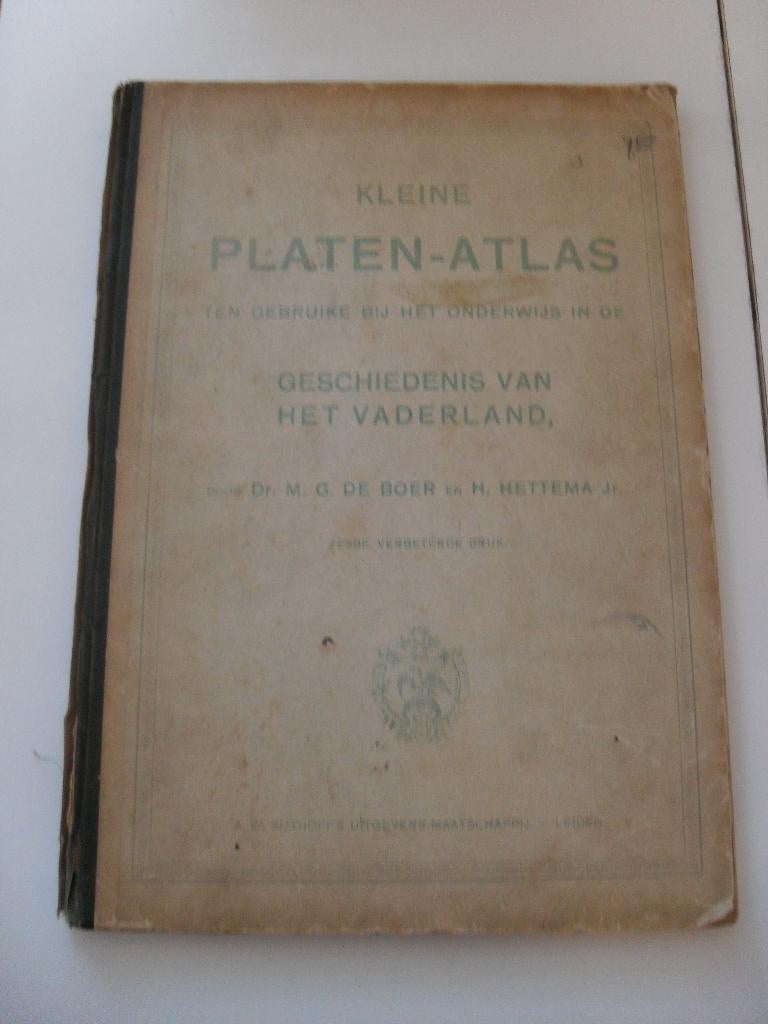 KLEINE
PLATEN-ATLAS
TEN GEBRUIKE BIJ HET ONDERWIJS IN DE
GESCHIEDENIS VAN
HET VADERLAND,
DOOR Dr. M. G. DE BOER EN H. HETTEMA Jr.
ZESDE, VERBETERDE DRUK.
A. W. SIJTHOFF'S UITGEVERS-MAATSCHAPPIJ. — LEIDEN.